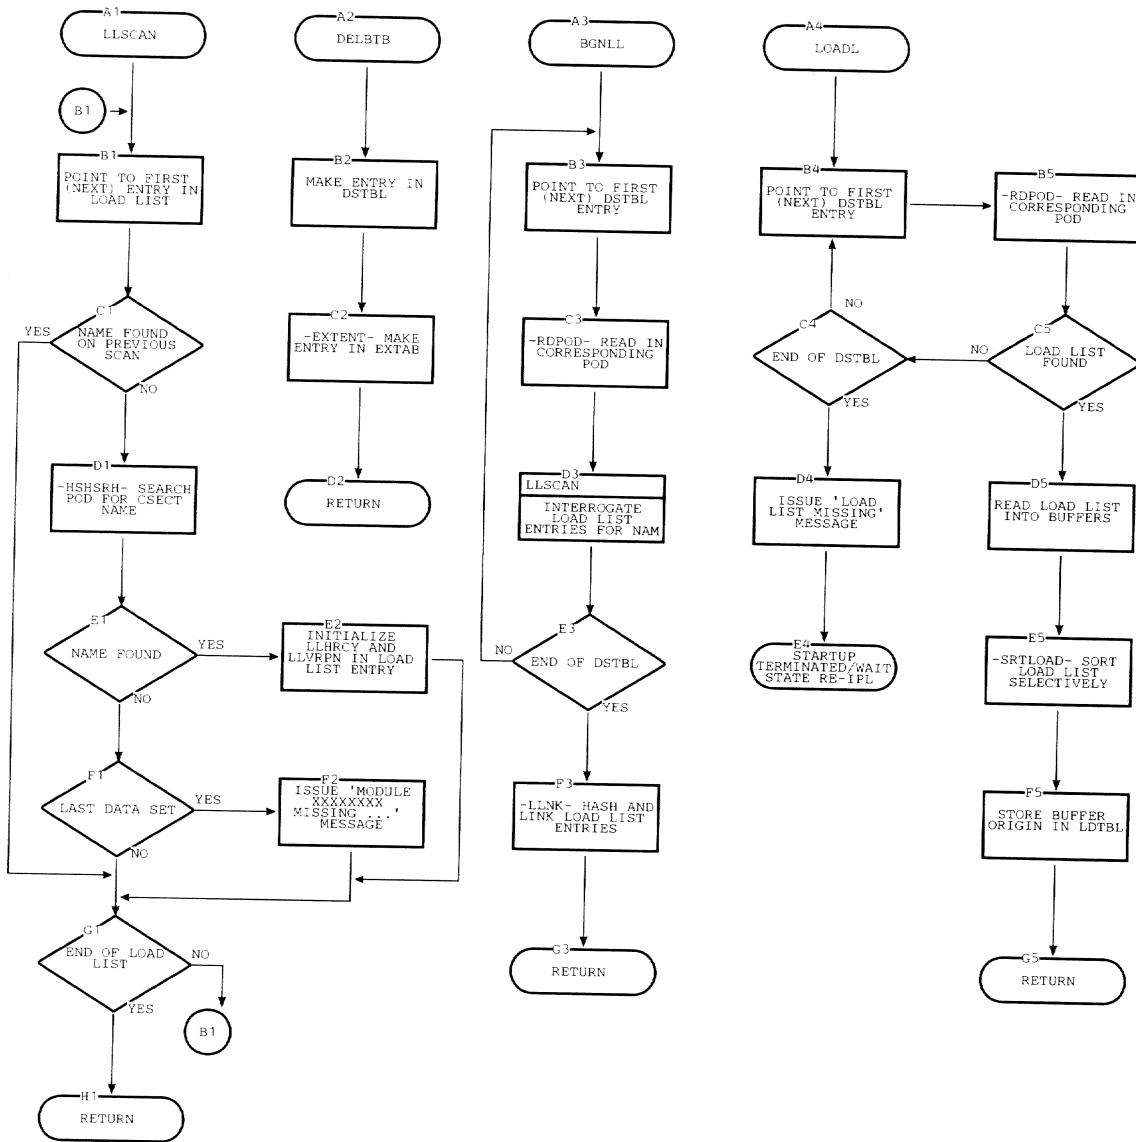 A1
LLSCAN
B1
B1
POINT TO FIRST
(NEXT) ENTRY IN
LOAD LIST
C1
YES
NAME FOUND
ON PREVIOUS
SCAN
NO
D1
-HSHSRH- SEARCH
POD FOR CSECT
NAME
E1
NAME FOUND
YES
NO
E2
INITIALIZE
LLHRCY AND
LLVRPN IN LOAD
LIST ENTRY
F1
LAST DATA SET
YES
NO
F2
ISSUE 'MODULE
XXXXXXXX
MISSING ...'
MESSAGE
G1
END OF LOAD
LIST
NO
YES
B1
H1
RETURN
A2
DELBTB
B2
MAKE ENTRY IN
DSTBL
C2
-EXTENT- MAKE
ENTRY IN EXTAB
D2
RETURN
A3
BGNLL
B3
POINT TO FIRST
(NEXT) DSTBL
ENTRY
C3
-RDPOD- READ IN
CORRESPONDING
POD
D3
LLSCAN
INTERROGATE
LOAD LIST
ENTRIES FOR NAM
E3
NO
END OF DSTBL
YES
F3
-LLNK- HASH AND
LINK LOAD LIST
ENTRIES
G3
RETURN
A4
LOADL
B4
POINT TO FIRST
(NEXT) DSTBL
ENTRY
NO
C4
END OF DSTBL
YES
D4
ISSUE 'LOAD
LIST MISSING'
MESSAGE
E4
STARTUP
TERMINATED/WAIT
STATE RE-IPL
B5
-RDPOD- READ IN
CORRESPONDING
POD
C5
NO
LOAD LIST
FOUND
YES
D5
READ LOAD LIST
INTO BUFFERS
E5
-SRTLOAD- SORT
LOAD LIST
SELECTIVELY
F5
STORE BUFFER
ORIGIN IN LDTBL
G5
RETURN